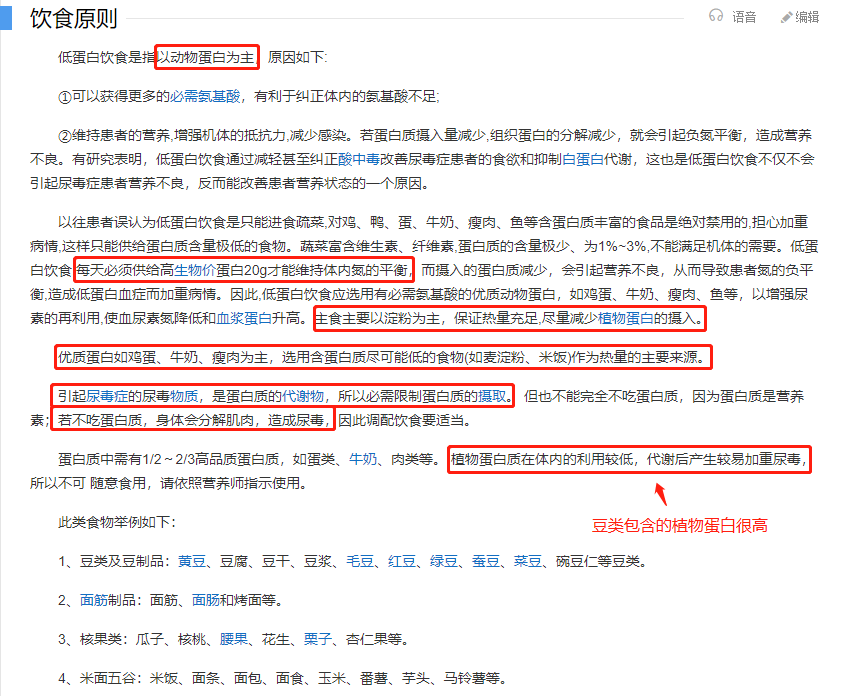 饮食原则
语音
编辑
低蛋白饮食是指以动物蛋白为主，原因如下:
①可以获得更多的必需氨基酸，有利于纠正体内的氨基酸不足;
②维持患者的营养,增强机体的抵抗力,减少感染。若蛋白质摄入量减少,组织蛋白的分解减少，就会引起负氮平衡，造成营养
不良。有研究表明，低蛋白饮食通过减轻甚至纠正酸中毒改善尿毒症患者的食欲和抑制白蛋白代谢，这也是低蛋白饮食不仅不会
引起尿毒症患者营养不良，反而能改善患者营养状态的一个原因。
以往患者误认为低蛋白饮食是只能进食疏菜,对鸡、鸭、蛋、牛奶、瘦肉、鱼等含蛋白质丰富的食品是绝对禁用的,担心加重
病情,这样只能供给蛋白质含量极低的食物。蔬菜富含维生素、纤维素,蛋白质的含量极少、为1%~3%,不能满足机体的需要。低蛋
白饮食每天必须供给高生物价蛋白20g才能维持体内氮的平衡，而摄入的蛋白质减少，会引起营养不良，从而导致患者氮的负平
衡,造成低蛋白血症而加重病情。因此,低蛋白饮食应选用有必需氨基酸的优质动物蛋白，如鸡蛋、牛奶、瘦肉、鱼等，以增强尿
素的再利用,使血尿素氮降低和血浆蛋白升高。主食主要以淀粉为主，保证热量充足,尽量减少植物蛋白的摄入。
优质蛋白如鸡蛋、牛奶、瘦肉为主，选用含蛋白质尽可能低的食物(如麦淀粉、米饭)作为热量的主要来源。
引起尿毒症的尿毒物质，是蛋白质的代谢物，所以必需限制蛋白质的摄取。但也不能完全不吃蛋白质，因为蛋白质是营养
素；若不吃蛋白质，身体会分解肌肉，造成尿毒，因此调配饮食要适当。
蛋白质中需有1/2～2/3高品质蛋白质，如蛋类、牛奶、肉类等。植物蛋白质在体内的利用较低，代谢后产生较易加重尿毒，
所以不可 随意食用，请依照营养师指示使用。
豆类包含的植物蛋白很高
此类食物举例如下：
1、豆类及豆制品：黄豆、豆腐、豆干、豆浆、毛豆、红豆、绿豆、蚕豆、菜豆、碗豆仁等豆类。
2、面筋制品：面筋、面肠和烤面等。
3、核果类：瓜子、核桃、腰果、花生、栗子、杏仁果等。
4、米面五谷：米饭、面条、面包、面食、玉米、番薯、芋头、马铃薯等。